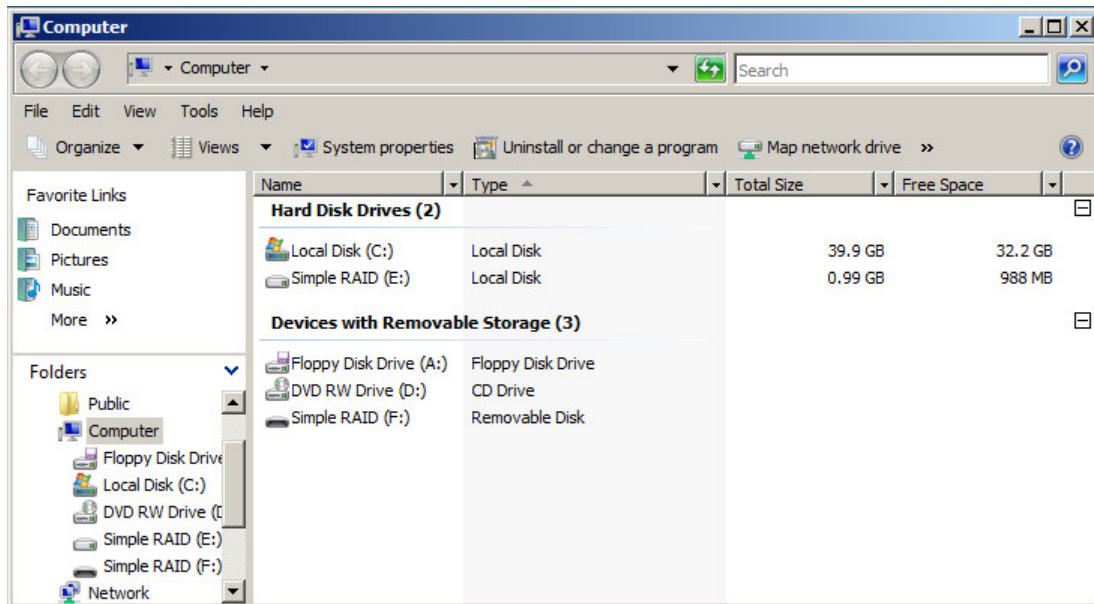 Computer
Computer
Search
File Edit View Tools Help
Organize Views System properties Uninstall or change a program Map network drive »
Favorite Links
Documents
Pictures
Music
More »
Folders
Public
Computer
Floppy Disk Drive
Local Disk (C:)
DVD RW Drive (D
Simple RAID (E:)
Simple RAID (F:)
Network
Name Type Total Size Free Space
Hard Disk Drives (2)
Local Disk (C:) Local Disk 39.9 GB 32.2 GB
Simple RAID (E:) Local Disk 0.99 GB 988 MB
Devices with Removable Storage (3)
Floppy Disk Drive (A:) Floppy Disk Drive
DVD RW Drive (D:) CD Drive
Simple RAID (F:) Removable Disk